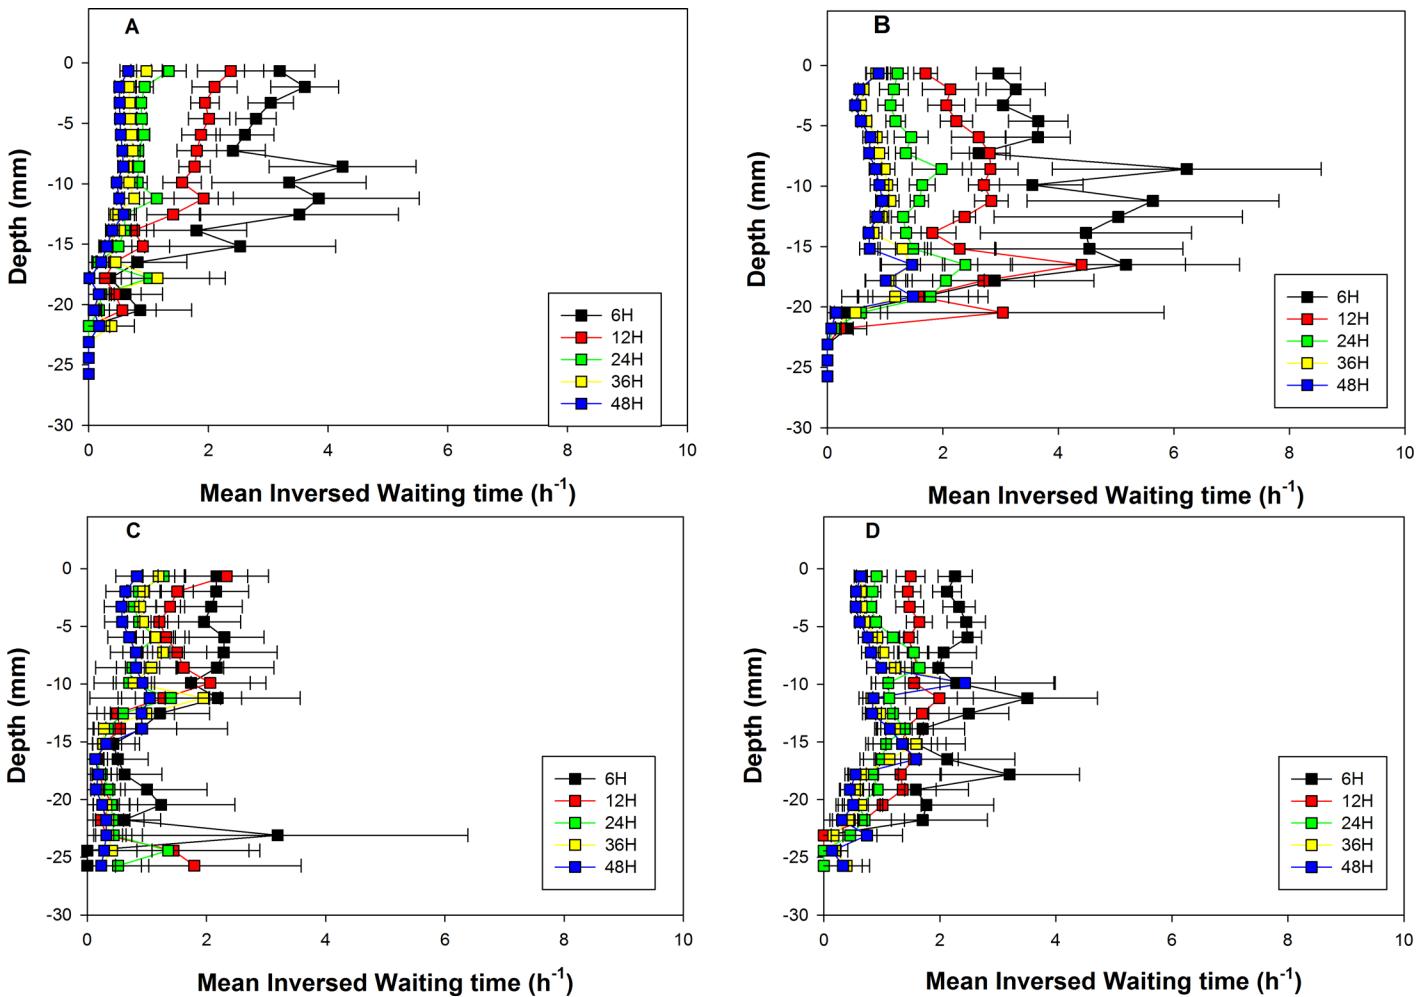 A
0
-5
-10
-15
-20
-25
-30
Depth (mm)
0 2 4 6 8 10
Mean Inversed Waiting time (h-1)
6H
12H
24H
36H
48H
B
0
-5
-10
-15
-20
-25
-30
Depth (mm)
0 2 4 6 8 10
Mean Inversed Waiting time (h-1)
6H
12H
24H
36H
48H
C
0
-5
-10
-15
-20
-25
-30
Depth (mm)
0 2 4 6 8 10
Mean Inversed Waiting time (h-1)
6H
12H
24H
36H
48H
D
0
-5
-10
-15
-20
-25
-30
Depth (mm)
0 2 4 6 8 10
Mean Inversed Waiting time (h-1)
6H
12H
24H
36H
48H